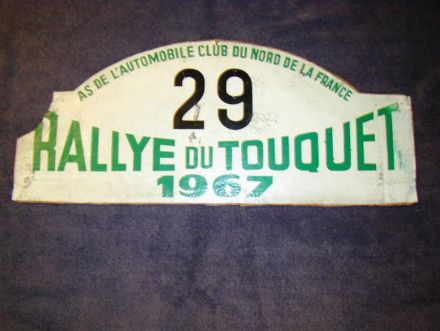 AS DE L'AUTOMOBILE CLUB DU NORD DE LA FRANCE
29
RALLYE DU TOUQUET
1967